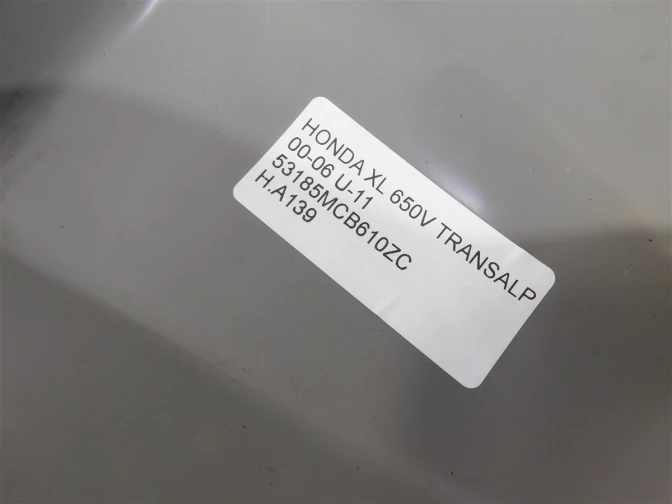 HONDA XL 650V TRANSALP
00-06 U-11
53185MCB610ZC
H.A139